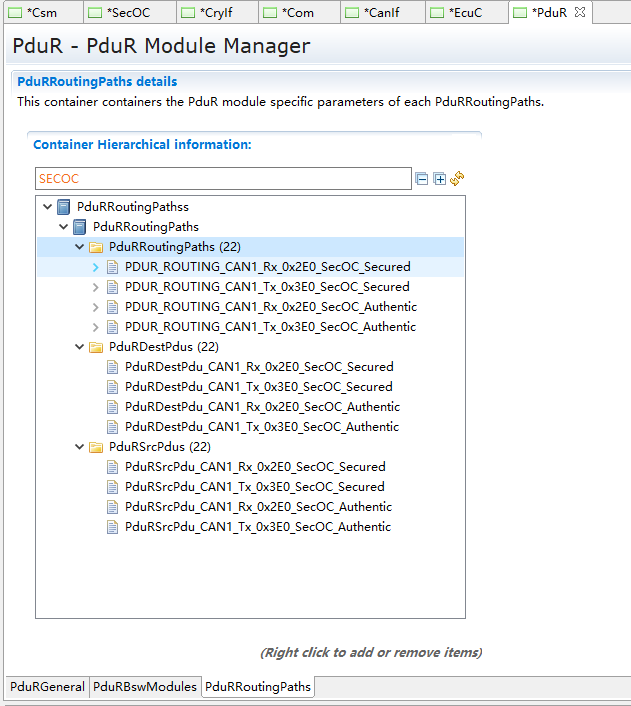 *Csm
*SecOC
*CryIf
*Com
*CanIf
*EcuC
*PduR
PduR - PduR Module Manager
PduRRoutingPaths details
This container containers the PduR module specific parameters of each PduRRoutingPaths.
Container Hierarchical information:
SECOC
PduRRoutingPathss
PduRRoutingPaths
PduRRoutingPaths (22)
PDUR_ROUTING_CAN1_Rx_0x2E0_SecOC_Secured
PDUR_ROUTING_CAN1_Tx_0x3E0_SecOC_Secured
PDUR_ROUTING_CAN1_Rx_0x2E0_SecOC_Authentic
PDUR_ROUTING_CAN1_Tx_0x3E0_SecOC_Authentic
PduRDestPdus (22)
PduRDestPdu_CAN1_Rx_0x2E0_SecOC_Secured
PduRDestPdu_CAN1_Tx_0x3E0_SecOC_Secured
PduRDestPdu_CAN1_Rx_0x2E0_SecOC_Authentic
PduRDestPdu_CAN1_Tx_0x3E0_SecOC_Authentic
PduRSrcPdus (22)
PduRSrcPdu_CAN1_Rx_0x2E0_SecOC_Secured
PduRSrcPdu_CAN1_Tx_0x3E0_SecOC_Secured
PduRSrcPdu_CAN1_Rx_0x2E0_SecOC_Authentic
PduRSrcPdu_CAN1_Tx_0x3E0_SecOC_Authentic
(Right click to add or remove items)
PduRGeneral
PduRBswModules
PduRRoutingPaths